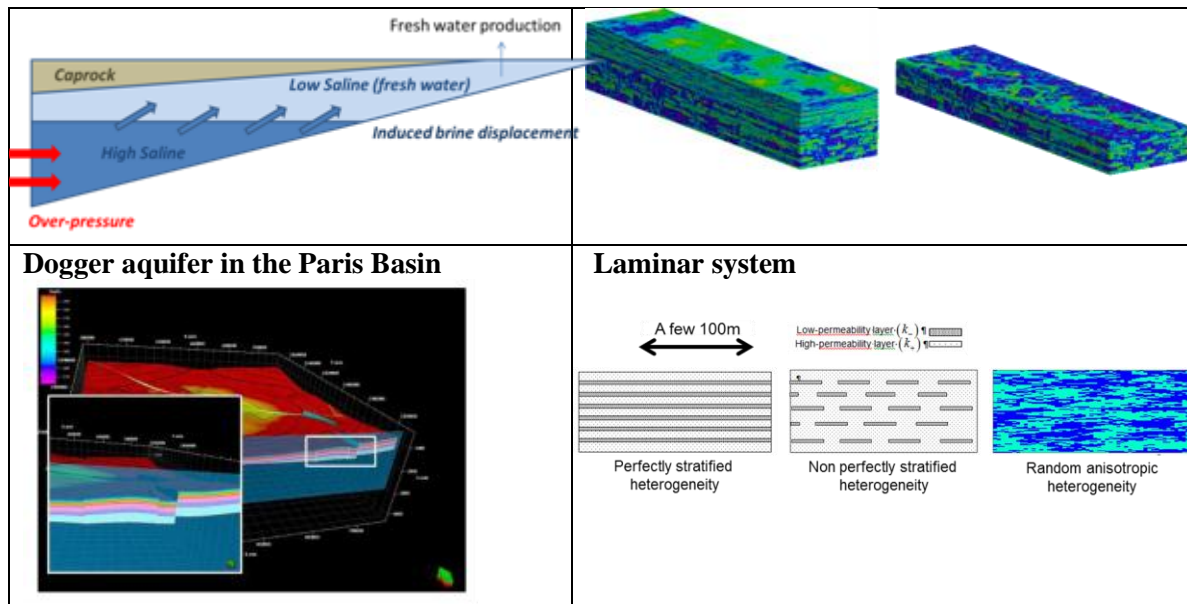 Fresh water production
Caprock
Low Saline (fresh water)
Induced brine displacement
High Saline
Over-pressure
Dogger aquifer in the Paris Basin
Laminar system
A few 100m
Low-permeability layer (k₋) ¶
High-permeability layer (k₊) ¶
¶
Perfectly stratified
heterogeneity
Non perfectly stratified
heterogeneity
Random anisotropic
heterogeneity